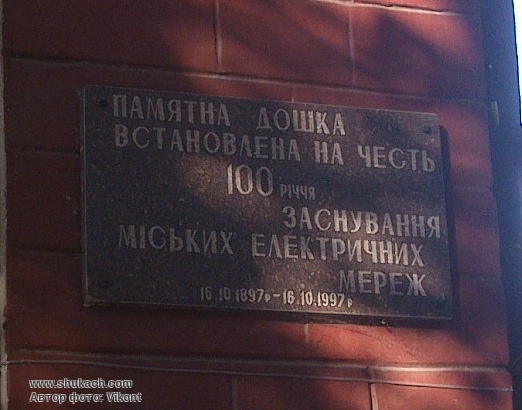 ПАМЯТНА ДОШКА
ВСТАНОВЛЕНА НА ЧЕСТЬ
100 РІЧЧЯ
ЗАСНУВАННЯ
МІСЬКИХ ЕЛЕКТРИЧНИХ
МЕРЕЖ
16.10.1897р-16.10.1997р
www.shukach.com
Автор фото: Vikont